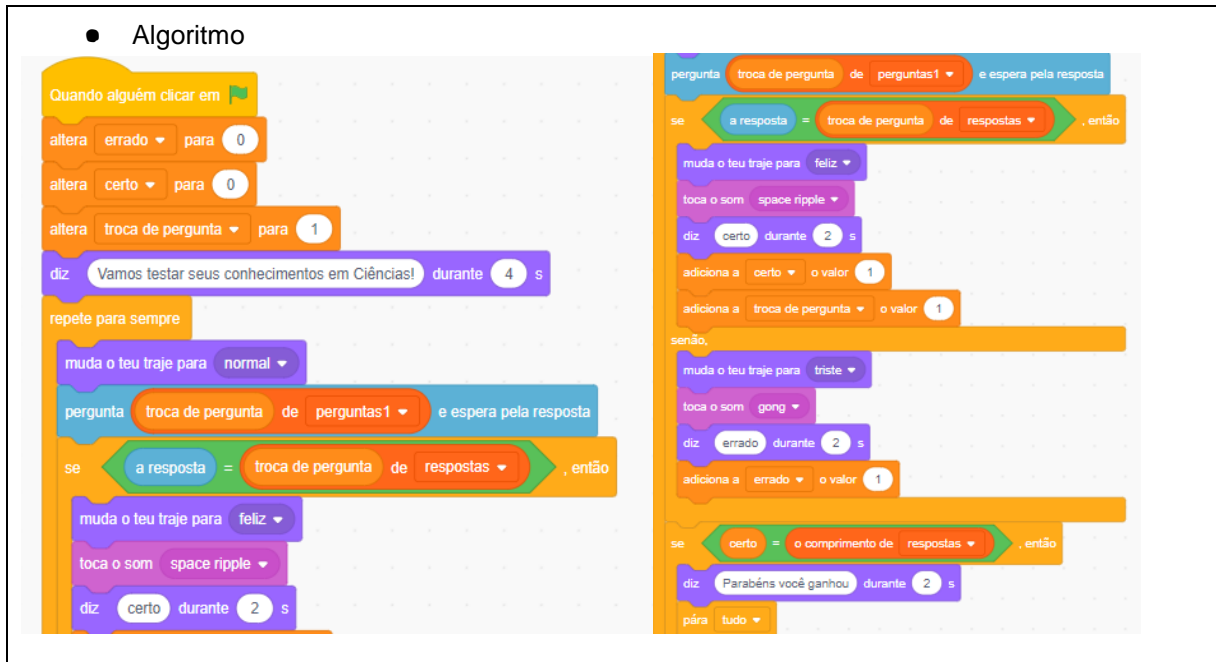 ● Algoritmo
Quando alguém clicar em
altera errado para 0
altera certo para 0
altera troca de pergunta para 1
diz Vamos testar seus conhecimentos em Ciências! durante 4 s
repete para sempre
muda o teu traje para normal
pergunta troca de pergunta de perguntas1 e espera pela resposta
se a resposta = troca de pergunta de respostas , então
muda o teu traje para feliz
toca o som space ripple
diz certo durante 2 s
pergunta troca de pergunta de perguntas1 e espera pela resposta
se a resposta = troca de pergunta de respostas , então
muda o teu traje para feliz
toca o som space ripple
diz certo durante 2 s
adiciona a certo o valor 1
adiciona a troca de pergunta o valor 1
senão,
muda o teu traje para triste
toca o som gong
diz errado durante 2 s
adiciona a errado o valor 1
se certo = o comprimento de respostas , então
diz Parabéns você ganhou durante 2 s
pára tudo